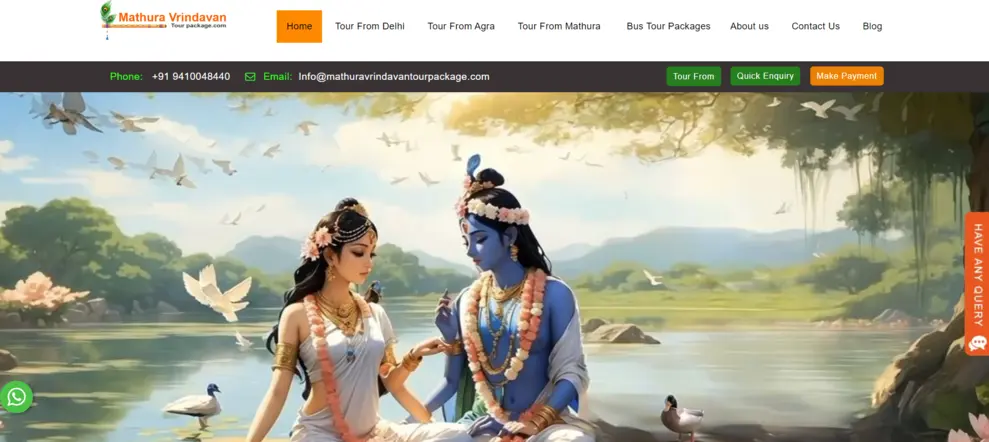 Mathura Vrindavan
Tour package.com
Home Tour From Delhi Tour From Agra Tour From Mathura Bus Tour Packages About us Contact Us Blog
Phone: +91 9410048440 Email: Info@mathuravrindavantourpackage.com Tour From Quick Enquiry Make Payment
HAVE ANY QUERY